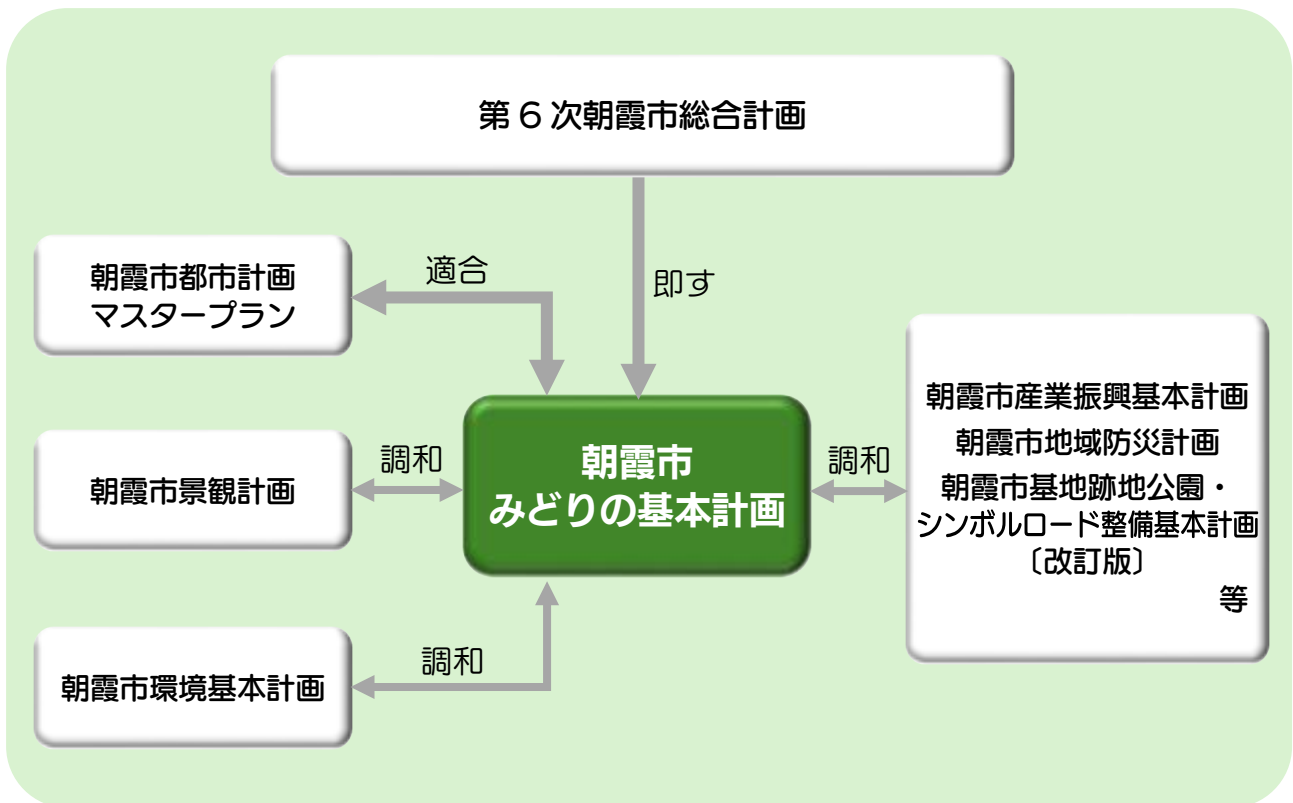 第6次朝霞市総合計画
適合
即す
朝霞市都市計画
マスタープラン
朝霞市産業振興基本計画
朝霞市地域防災計画
朝霞市基地跡地公園・
シンボルロード整備基本計画
〔改訂版〕
等
調和
朝霞市
みどりの基本計画
調和
朝霞市景観計画
調和
朝霞市環境基本計画